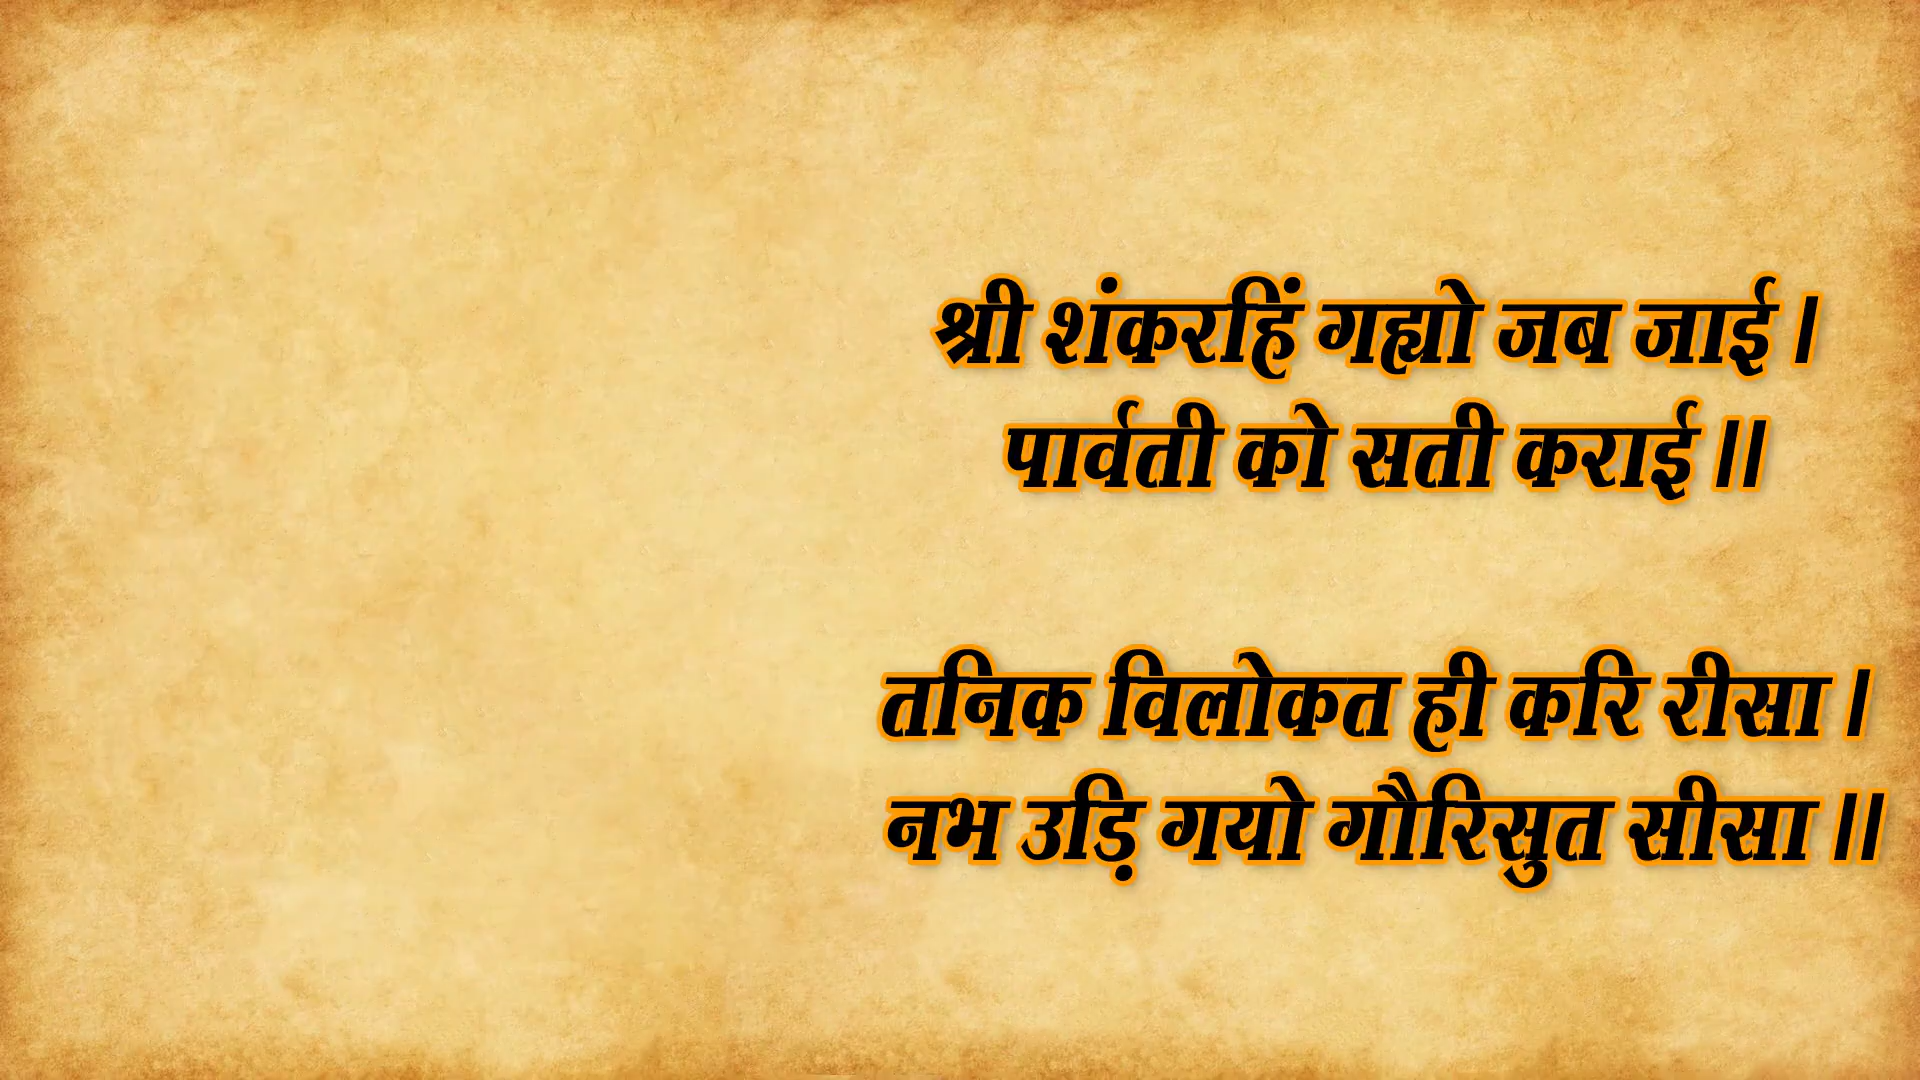 श्री शंकरहिं गह्यो जब जाई ।
पार्वती को सती कराई ॥
तनिक विलोकत ही करि रीसा ।
नभ उड़ि गयो गौरिसुत सीसा ॥